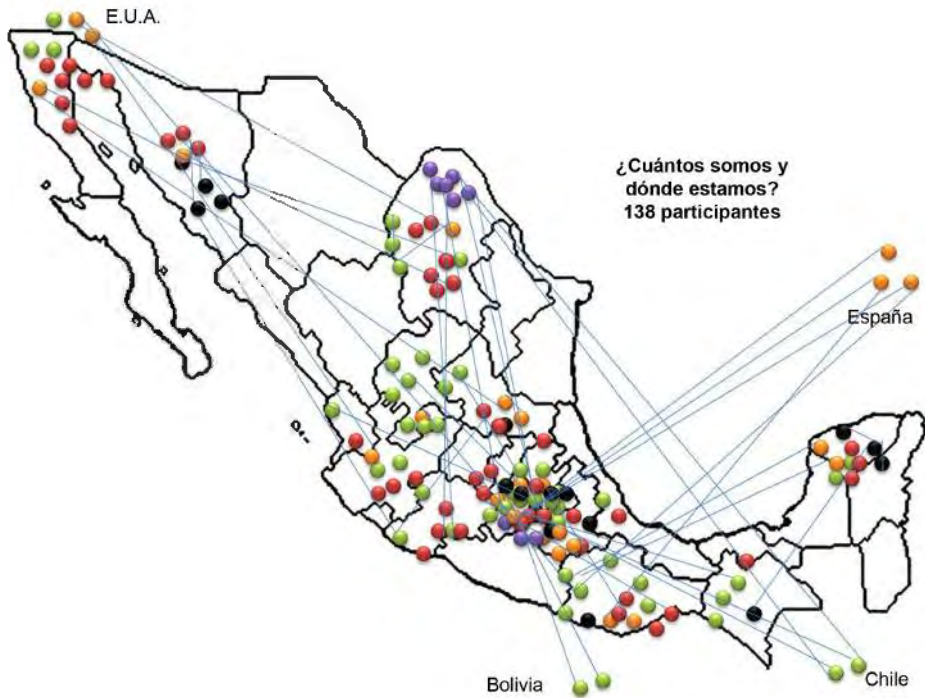 E.U.A.
¿Cuántos somos y
dónde estamos?
138 participantes
España
Bolivia
Chile